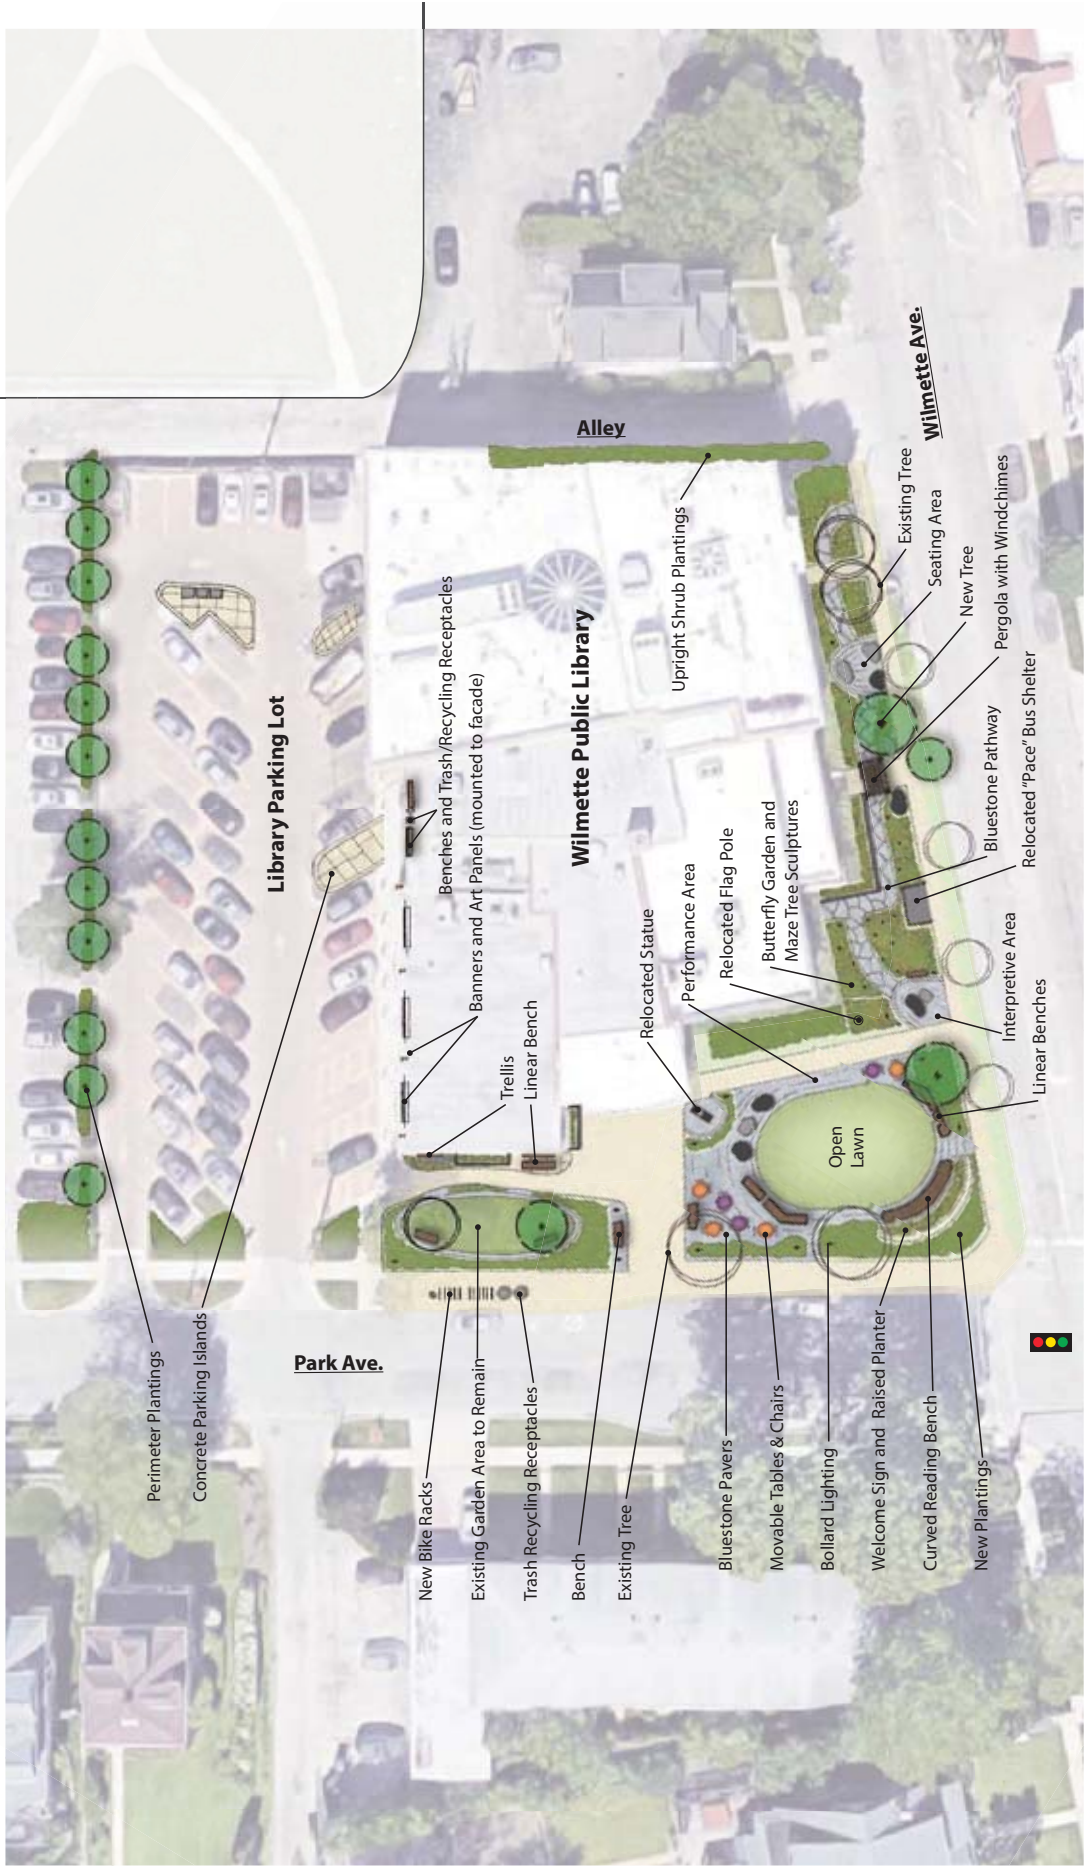 Perimeter Plantings
Concrete Parking Islands
Library Parking Lot
Park Ave.
New Bike Racks
Existing Garden Area to Remain
Trash Recycling Receptacles
Bench
Existing Tree
Bluestone Pavers
Movable Tables & Chairs
Bollard Lighting
Welcome Sign and Raised Planter
Curved Reading Bench
New Plantings
Benches and Trash/Recycling Receptacles
Banners and Art Panels (mounted to facade)
Trellis
Linear Bench
Wilmette Public Library
Alley
Upright Shrub Plantings
Relocated Statue
Performance Area
Relocated Flag Pole
Butterfly Garden and
Maze Tree Sculptures
Open
Lawn
Wilmette Ave.
Existing Tree
Seating Area
New Tree
Pergola with Windchimes
Bluestone Pathway
Relocated "Pace" Bus Shelter
Interpretive Area
Linear Benches